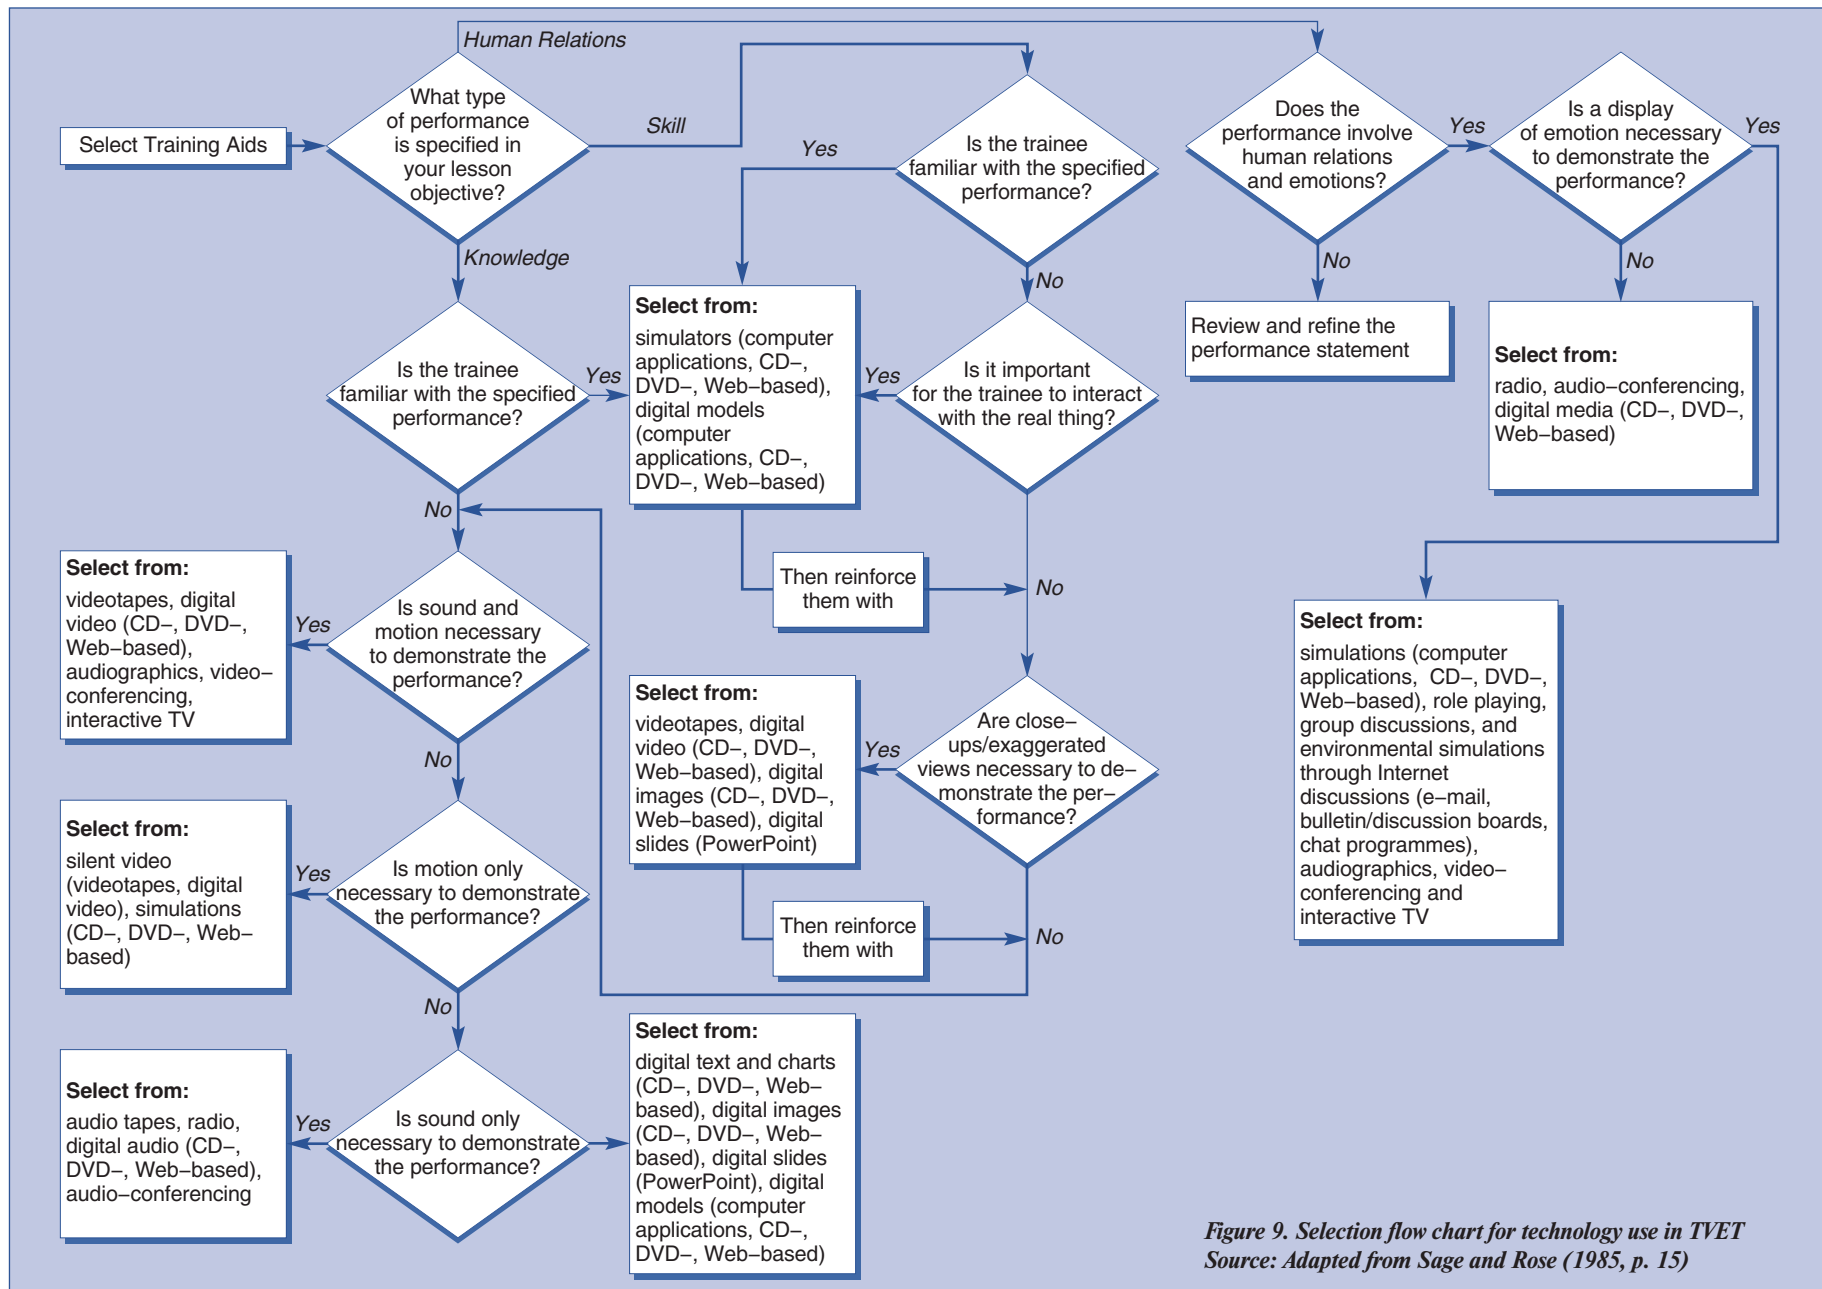 Select Training Aids
What type
of performance
is specified in
your lesson
objective?
Human Relations
Skill
Knowledge
Is the trainee
familiar with the specified
performance?
Yes
No
Does the
performance involve
human relations
and emotions?
Yes
No
Is a display
of emotion necessary
to demonstrate the
performance?
Yes
No
Review and refine the
performance statement
Select from:
radio, audio–conferencing,
digital media (CD–, DVD–,
Web–based)
Select from:
simulations (computer
applications, CD–, DVD–,
Web–based), role playing,
group discussions, and
environmental simulations
through Internet
discussions (e–mail,
bulletin/discussion boards,
chat programmes),
audiographics, video–
conferencing and
interactive TV
Is the trainee
familiar with the specified
performance?
Yes
No
Select from:
simulators (computer
applications, CD–,
DVD–, Web–based),
digital models
(computer
applications, CD–,
DVD–, Web–based)
Is it important
for the trainee to interact
with the real thing?
Yes
No
Then reinforce
them with
Is sound and
motion necessary
to demonstrate the
performance?
Yes
No
Select from:
videotapes, digital
video (CD–, DVD–,
Web–based),
audiographics, video–
conferencing,
interactive TV
Select from:
videotapes, digital
video (CD–, DVD–,
Web–based), digital
images (CD–, DVD–,
Web–based), digital
slides (PowerPoint)
Are close–
ups/exaggerated
views necessary to de–
monstrate the per–
formance?
Yes
No
Then reinforce
them with
Is motion only
necessary to demonstrate
the performance?
Yes
No
Select from:
silent video
(videotapes, digital
video), simulations
(CD–, DVD–, Web–
based)
Is sound only
necessary to demonstrate
the performance?
Yes
Select from:
audio tapes, radio,
digital audio (CD–,
DVD–, Web–based),
audio–conferencing
Select from:
digital text and charts
(CD–, DVD–, Web–
based), digital images
(CD–, DVD–, Web–
based), digital slides
(PowerPoint), digital
models (computer
applications, CD–,
DVD–, Web–based)
Figure 9. Selection flow chart for technology use in TVET
Source: Adapted from Sage and Rose (1985, p. 15)